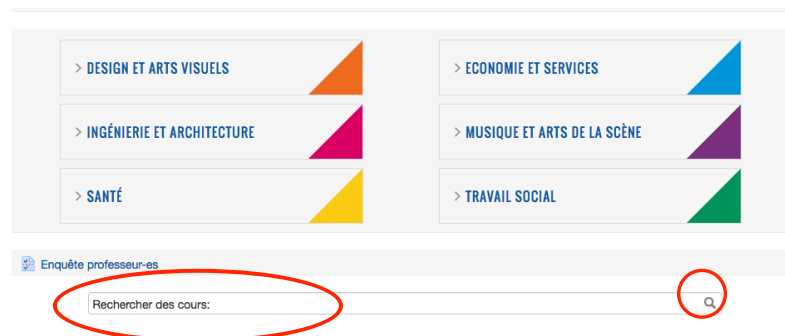 > DESIGN ET ARTS VISUELS
> ECONOMIE ET SERVICES
> INGÉNIERIE ET ARCHITECTURE
> MUSIQUE ET ARTS DE LA SCÈNE
> SANTÉ
> TRAVAIL SOCIAL
Enquête professeur-es
Rechercher des cours: